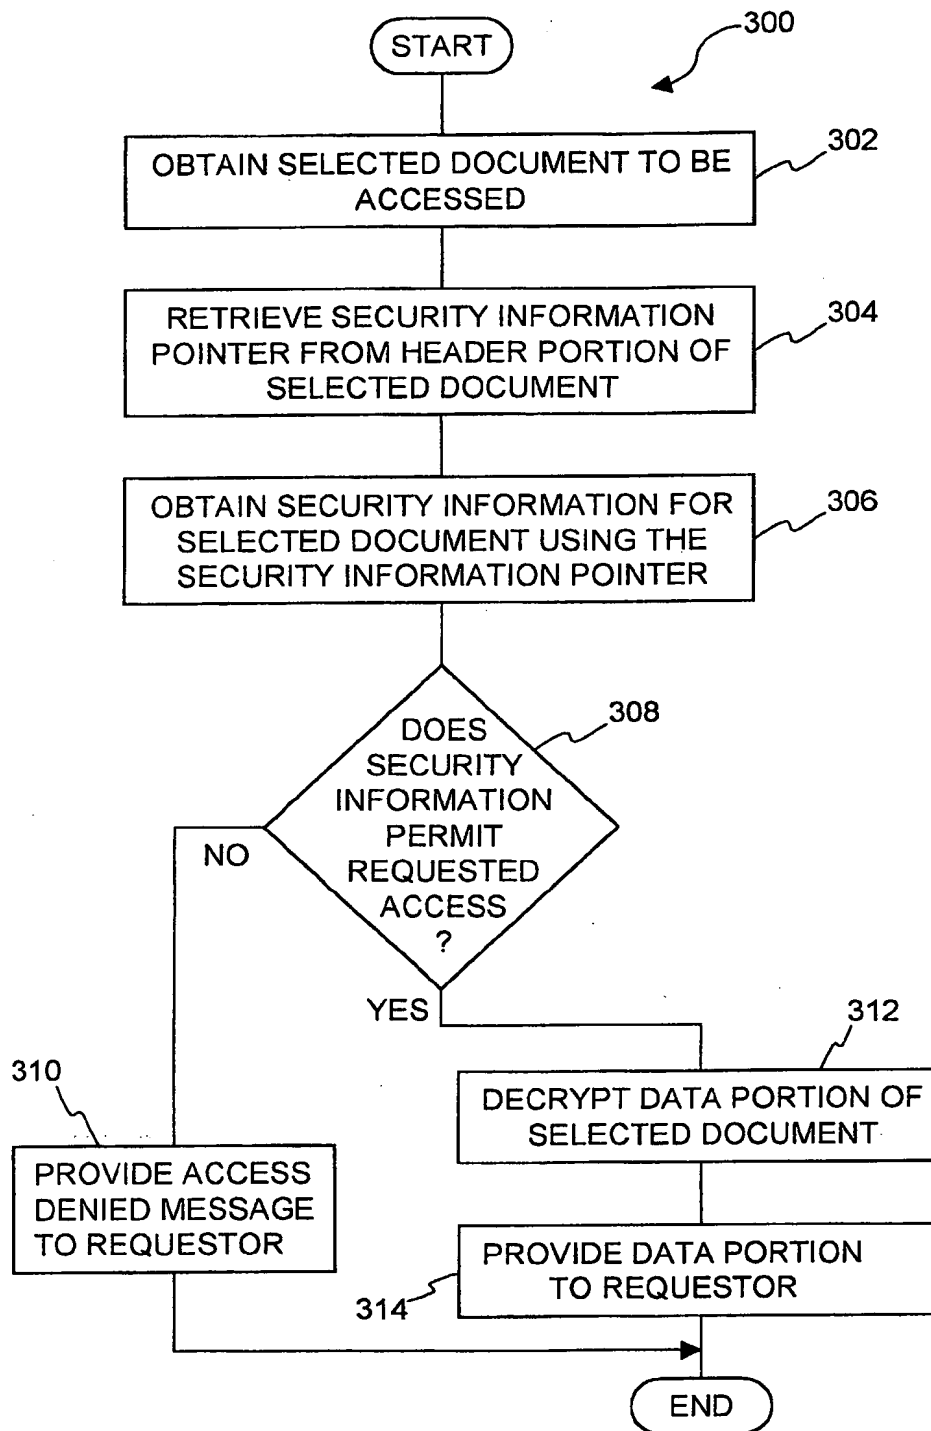 START
300
OBTAIN SELECTED DOCUMENT TO BE
ACCESSED
302
RETRIEVE SECURITY INFORMATION
POINTER FROM HEADER PORTION OF
SELECTED DOCUMENT
304
OBTAIN SECURITY INFORMATION FOR
SELECTED DOCUMENT USING THE
SECURITY INFORMATION POINTER
306
DOES
SECURITY
INFORMATION
PERMIT
REQUESTED
ACCESS
?
308
NO
YES
310
PROVIDE ACCESS
DENIED MESSAGE
TO REQUESTOR
312
DECRYPT DATA PORTION OF
SELECTED DOCUMENT
PROVIDE DATA PORTION
TO REQUESTOR
314
END